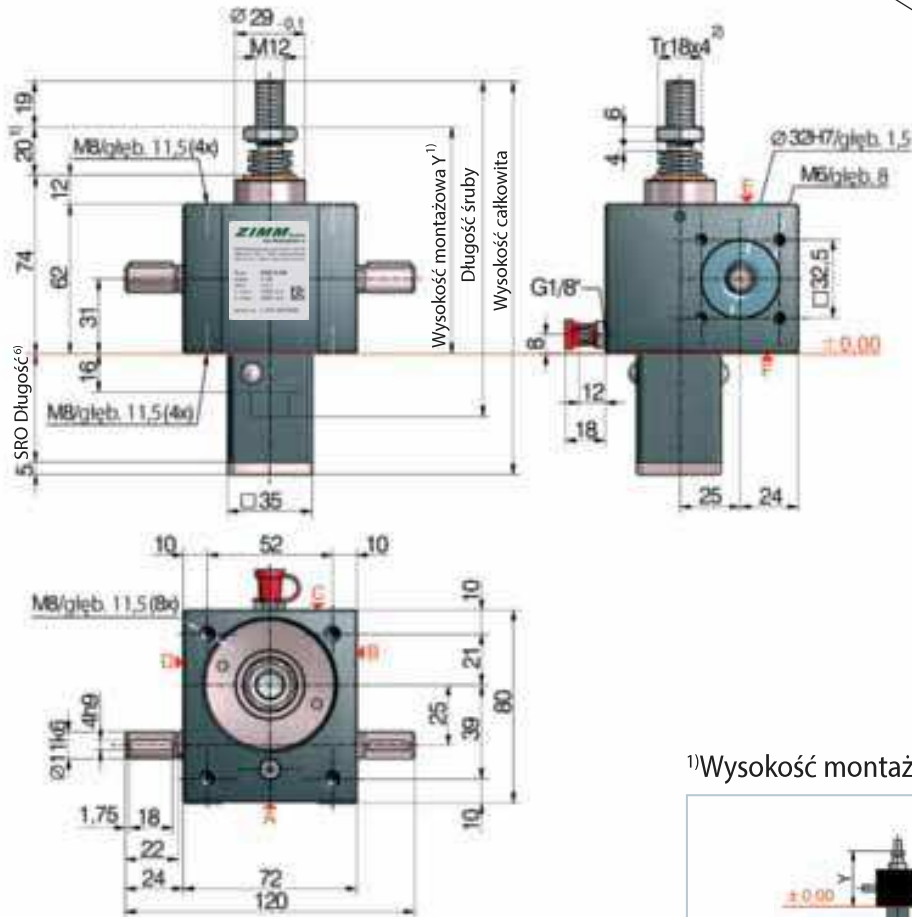 Ø 29 -0,1
M12
19
20 1)
M8/głęb. 11,5 (4x)
12
74
62
31
16
SRO Długość 6)
M8/głęb. 11,5 (4x)
5
□35
ZIMM
Wysokość montażowa Y 1)
Długość śruby
Wysokość całkowita
Tr18x4 2)
6
4
Ø 32H7/głęb. 1,5
M6/głęb. 8
E
G1/8"
□32,5
8
±0,00
F
12
18
25
24
10
52
10
M8/głęb. 11,5 (8x)
C
10
D
B
21
80
25
39
4h9
Ø11k6
A
10
1,75
18
22
24
72
120
1)Wysokość montaż
Y
±0,00